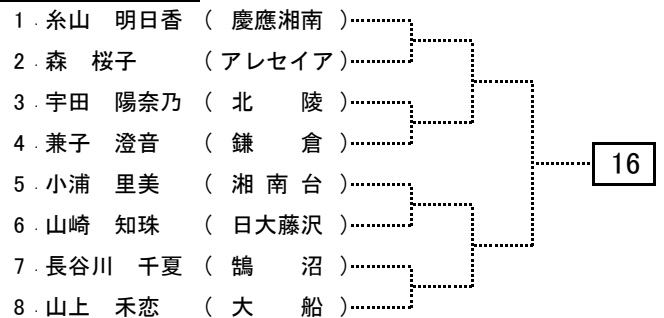 1 . 糸山 明日香 ( 慶應湘南 )
2 . 森 桜子 ( アレセイア )
3 . 宇田 陽奈乃 ( 北 陵 )
4 . 兼子 澄音 ( 鎌 倉 )
16
5 . 小浦 里美 ( 湘 南 台 )
6 . 山崎 知珠 ( 日大藤沢 )
7 . 長谷川 千夏 ( 鵠 沼 )
8 . 山上 禾恋 ( 大 船 )